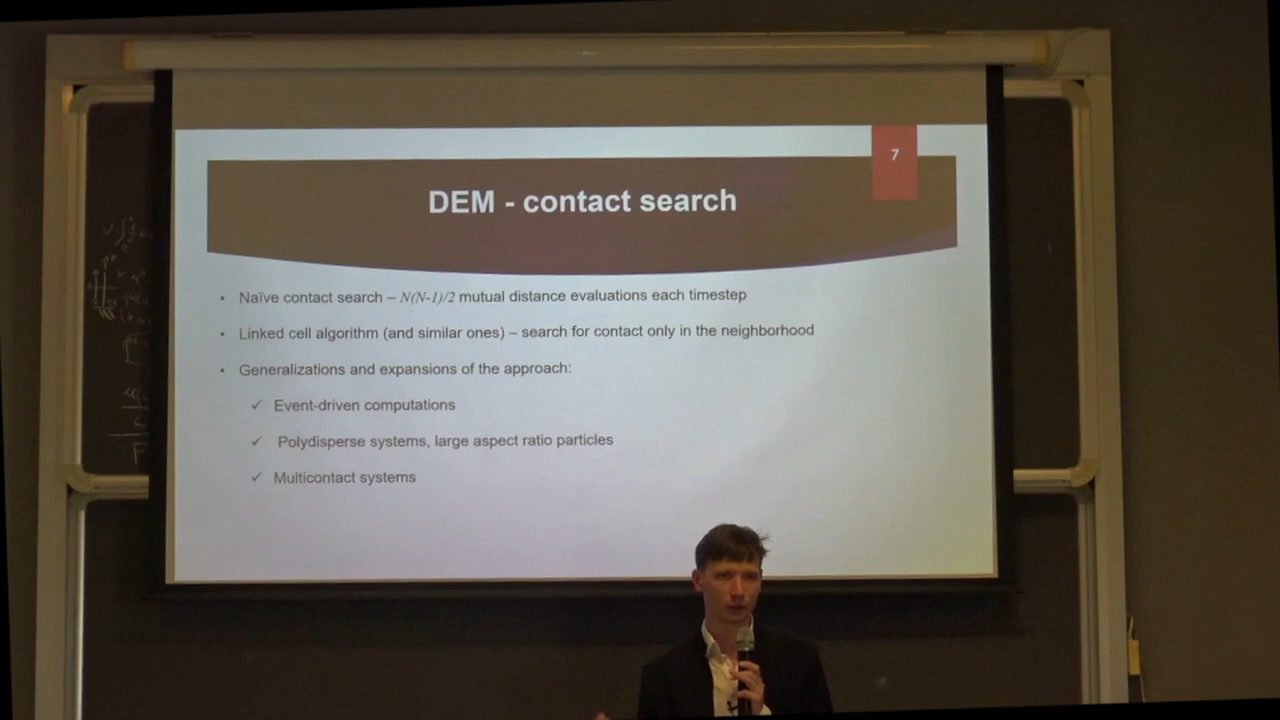 7
DEM - contact search
• Naïve contact search – N(N-1)/2 mutual distance evaluations each timestep
• Linked cell algorithm (and similar ones) – search for contact only in the neighborhood
• Generalizations and expansions of the approach:
✓ Event-driven computations
✓ Polydisperse systems, large aspect ratio particles
✓ Multicontact systems